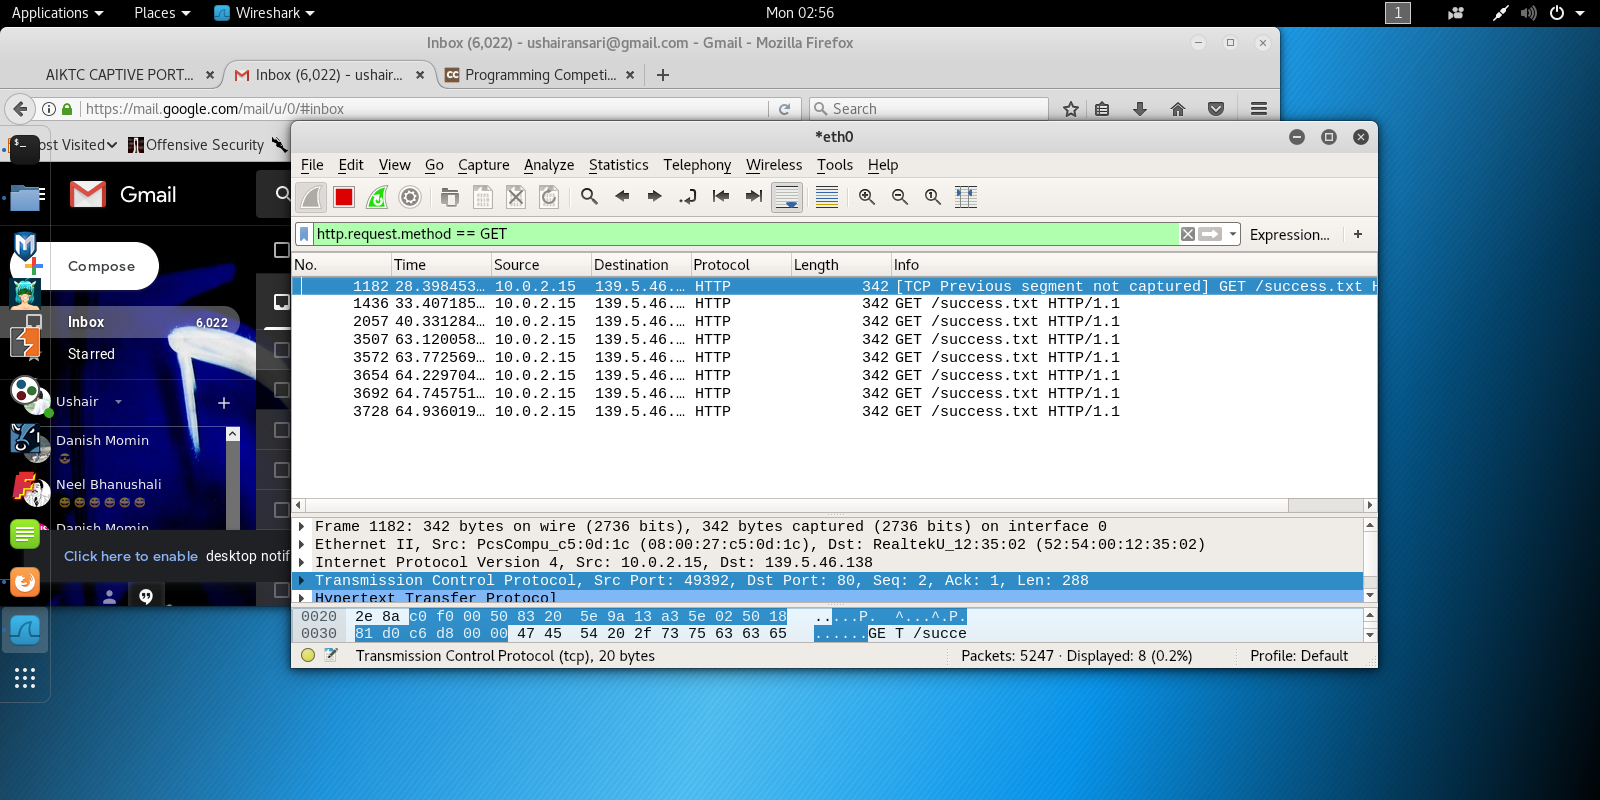 Applications Places Wireshark Mon 02:56 1
Inbox (6,022) - ushairansari@gmail.com - Gmail - Mozilla Firefox
AIKTC CAPTIVE PORT... Inbox (6,022) - ushair... Programming Competi...
https://mail.google.com/mail/u/0/#inbox Search
ost Visited Offensive Security
Gmail
Compose
Inbox 6,022
Starred
Ushair
Danish Momin
Neel Bhanushali
Danish Momin
Click here to enable desktop notif
*eth0
File Edit View Go Capture Analyze Statistics Telephony Wireless Tools Help
http.request.method == GET Expression... +
No. Time Source Destination Protocol Length Info
1182 28.398453… 10.0.2.15 139.5.46.… HTTP 342 [TCP Previous segment not captured] GET /success.txt H
1436 33.407185… 10.0.2.15 139.5.46.… HTTP 342 GET /success.txt HTTP/1.1
2057 40.331284… 10.0.2.15 139.5.46.… HTTP 342 GET /success.txt HTTP/1.1
3507 63.120058… 10.0.2.15 139.5.46.… HTTP 342 GET /success.txt HTTP/1.1
3572 63.772569… 10.0.2.15 139.5.46.… HTTP 342 GET /success.txt HTTP/1.1
3654 64.229704… 10.0.2.15 139.5.46.… HTTP 342 GET /success.txt HTTP/1.1
3692 64.745751… 10.0.2.15 139.5.46.… HTTP 342 GET /success.txt HTTP/1.1
3728 64.936019… 10.0.2.15 139.5.46.… HTTP 342 GET /success.txt HTTP/1.1
Frame 1182: 342 bytes on wire (2736 bits), 342 bytes captured (2736 bits) on interface 0
Ethernet II, Src: PcsCompu_c5:0d:1c (08:00:27:c5:0d:1c), Dst: RealtekU_12:35:02 (52:54:00:12:35:02)
Internet Protocol Version 4, Src: 10.0.2.15, Dst: 139.5.46.138
Transmission Control Protocol, Src Port: 49392, Dst Port: 80, Seq: 2, Ack: 1, Len: 288
Hypertext Transfer Protocol
0020 2e 8a c0 f0 00 50 83 20 5e 9a 13 a3 5e 02 50 18 .....P. ^...^.P.
0030 81 d0 c6 d8 00 00 47 45 54 20 2f 73 75 63 63 65 ......GE T /succe
Transmission Control Protocol (tcp), 20 bytes Packets: 5247 · Displayed: 8 (0.2%) Profile: Default